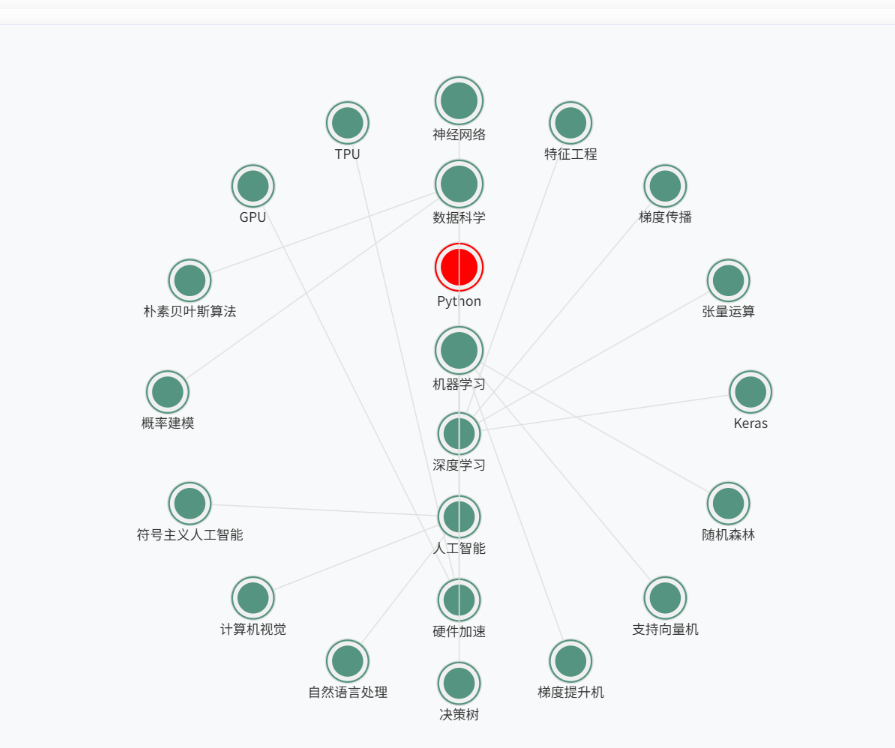 神经网络
TPU
特征工程
GPU
数据科学
梯度传播
Python
朴素贝叶斯算法
张量运算
机器学习
概率建模
Keras
深度学习
符号主义人工智能
随机森林
人工智能
计算机视觉
硬件加速
支持向量机
自然语言处理
梯度提升机
决策树